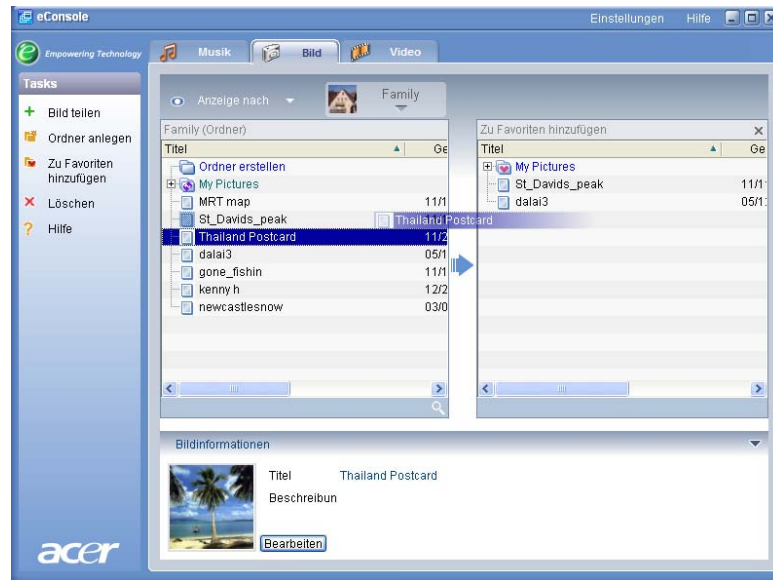 eConsole
Einstellungen Hilfe
Empowering Technology
Musik Bild Video
Tasks
Bild teilen
Ordner anlegen
Zu Favoriten
hinzufügen
Löschen
Hilfe
Anzeige nach
Family
Family (Ordner)
Titel Ge
Ordner erstellen
My Pictures
MRT map 11/1
St_Davids_peak
Thailand Postcard 11/2
dalai3 05/1
gone_fishin 11/1
kenny h 12/2
newcastlesnow 03/0
Thailand Postcard
Zu Favoriten hinzufügen
Titel Ge
My Pictures
St_Davids_peak 11/1
dalai3 05/1
Bildinformationen
Titel Thailand Postcard
Beschreibun
Bearbeiten
acer